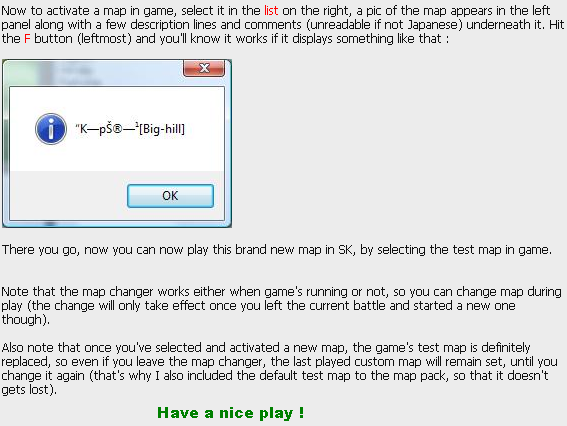 Now to activate a map in game, select it in the list on the right, a pic of the map appears in the left
panel along with a few description lines and comments (unreadable if not Japanese) underneath it. Hit
the F button (leftmost) and you'll know it works if it displays something like that :
“K—pŠ®—¹[Big-hill]
OK
There you go, now you can now play this brand new map in SK, by selecting the test map in game.
Note that the map changer works either when game's running or not, so you can change map during
play (the change will only take effect once you left the current battle and started a new one
though).
Also note that once you've selected and activated a new map, the game's test map is definitely
replaced, so even if you leave the map changer, the last played custom map will remain set, until you
change it again (that's why I also included the default test map to the map pack, so that it doesn't
gets lost).
Have a nice play !